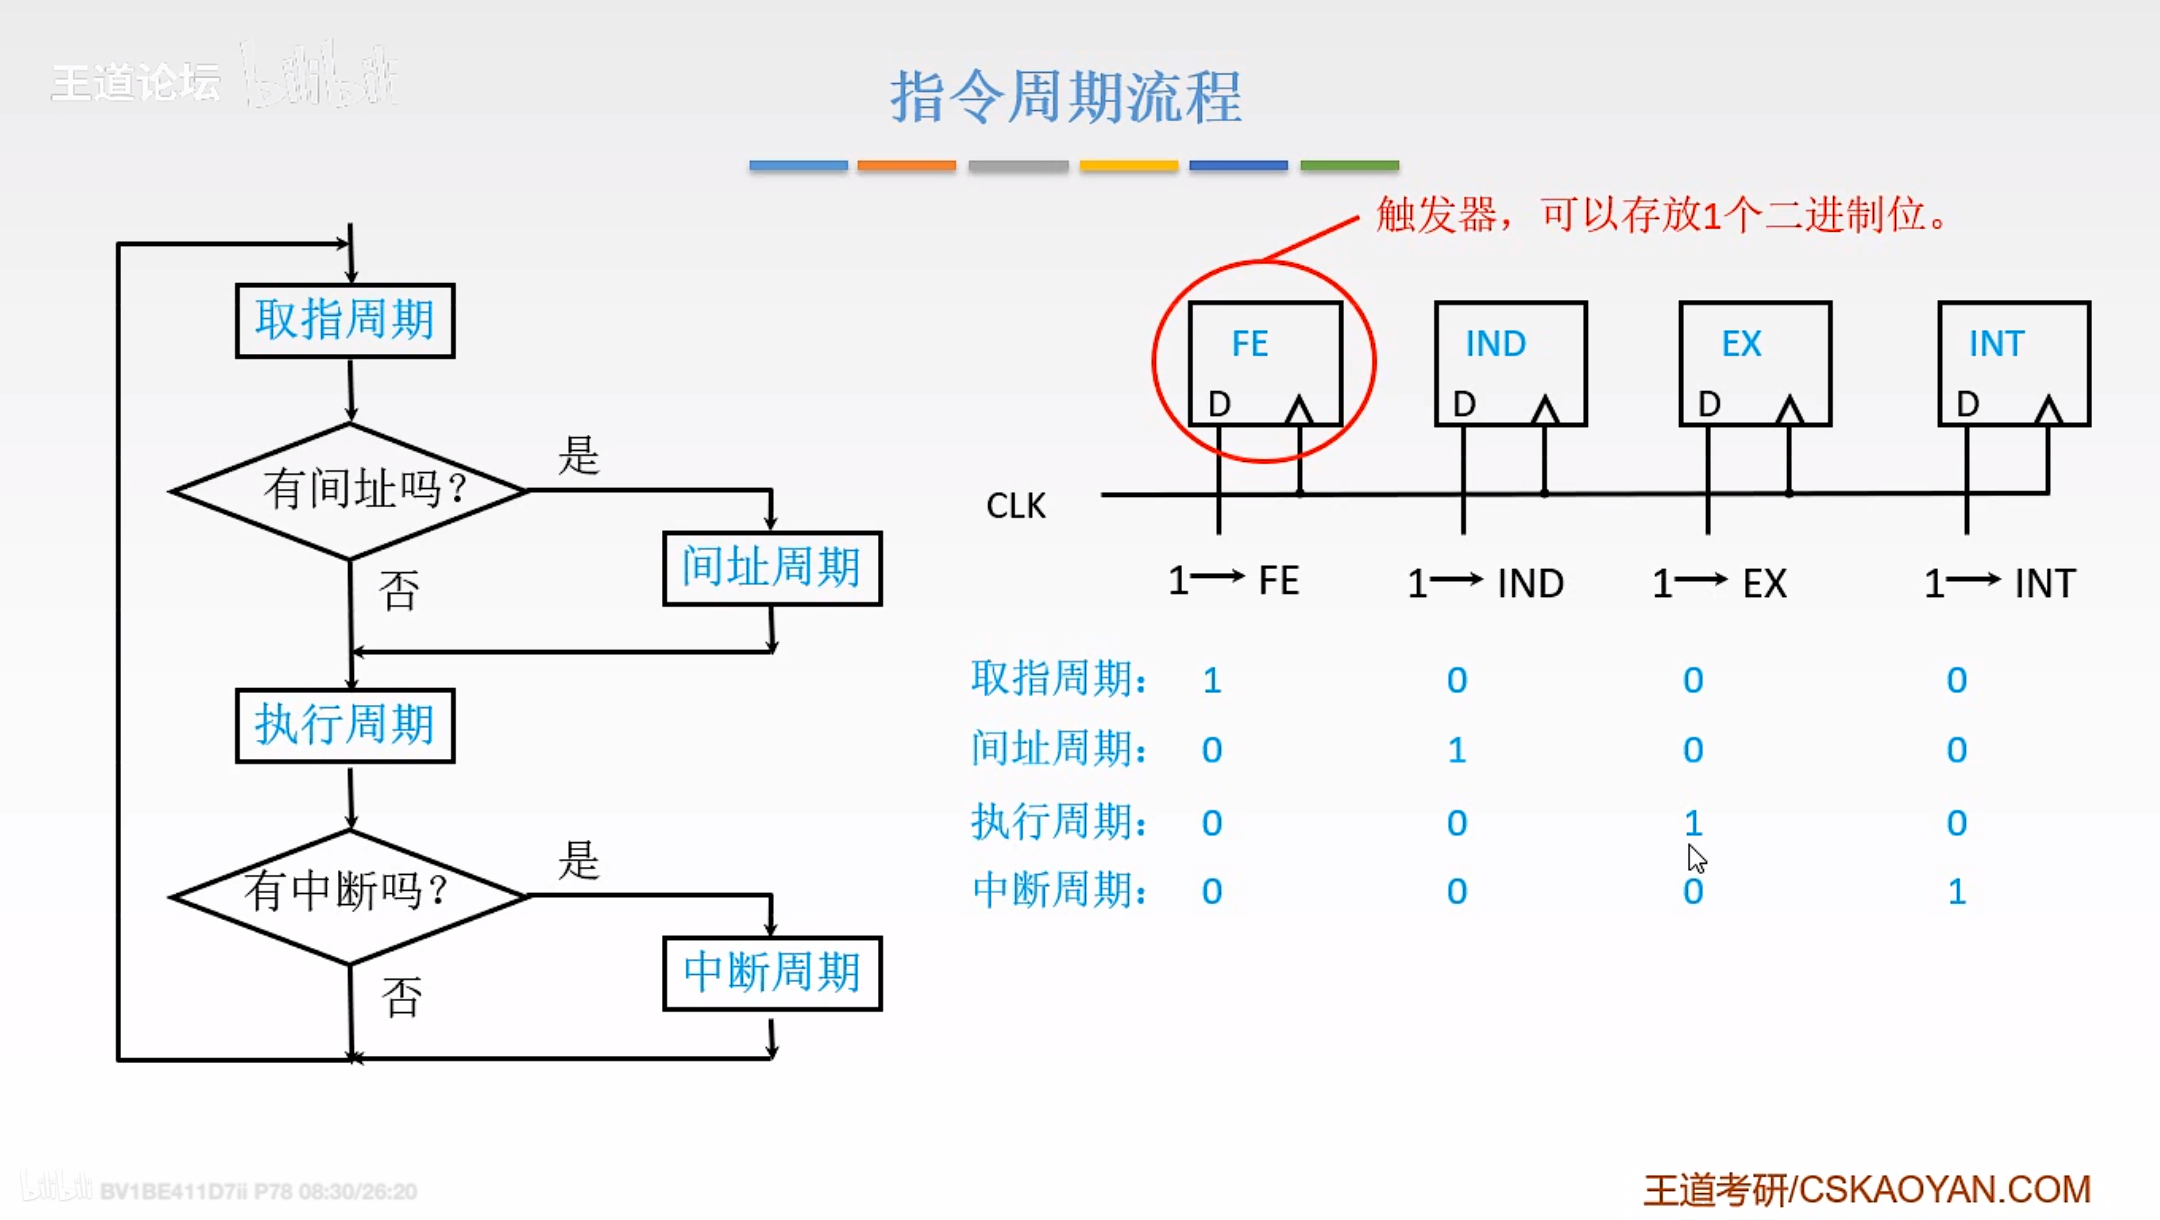 王道论坛 bilibili
指令周期流程
触发器，可以存放1个二进制位。
取指周期
有间址吗？
是
间址周期
否
执行周期
有中断吗？
是
中断周期
否
FE IND EX INT
D D D D
CLK
1→ FE 1→ IND 1→ EX 1→ INT
取指周期： 1 0 0 0
间址周期： 0 1 0 0
执行周期： 0 0 1 0
中断周期： 0 0 0 1
bilibili BV1BE411D7ii P78 08:30/26:20
王道考研/CSKAOYAN.COM